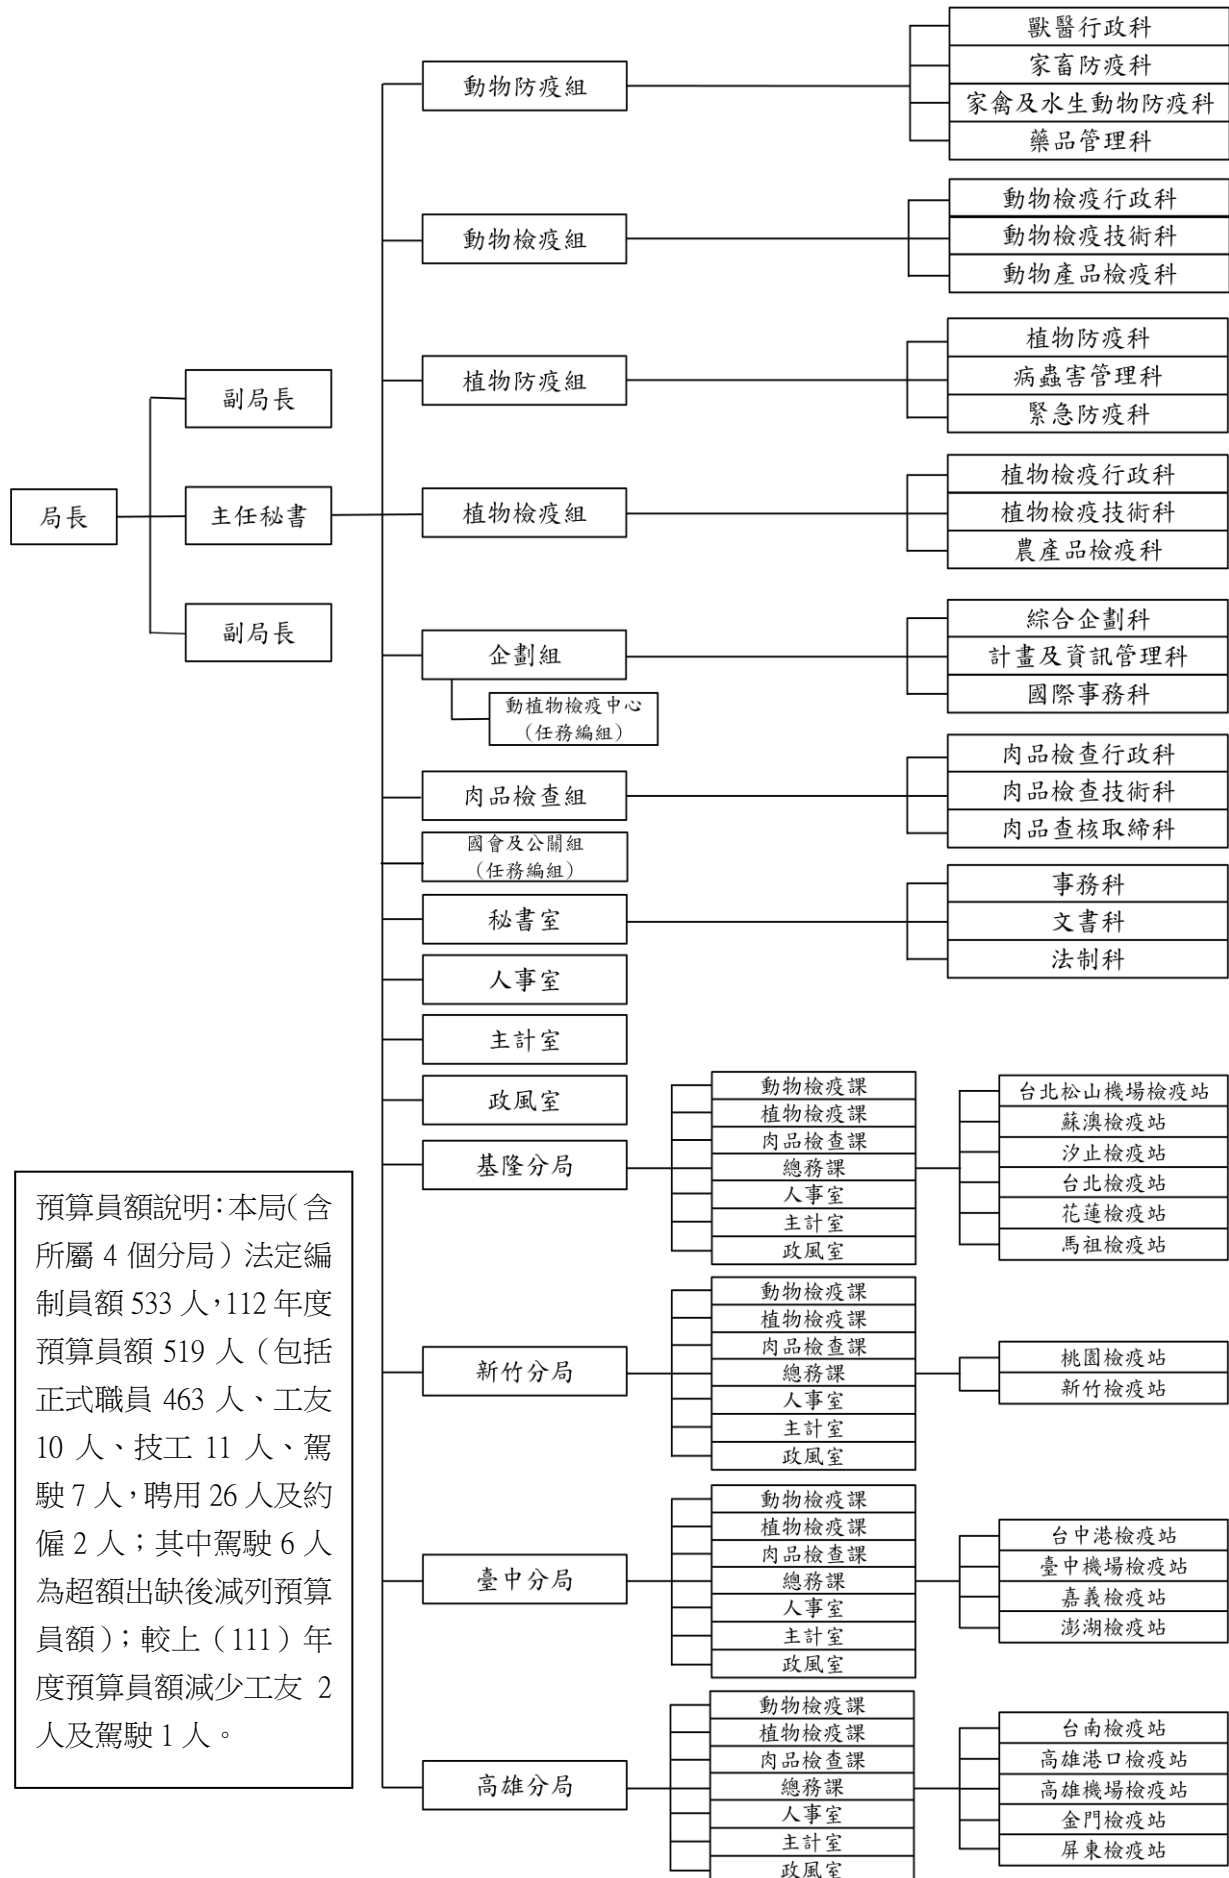 局長
副局長
主任秘書
副局長
動物防疫組
獸醫行政科
家畜防疫科
家禽及水生動物防疫科
藥品管理科
動物檢疫組
動物檢疫行政科
動物檢疫技術科
動物產品檢疫科
植物防疫組
植物防疫科
病蟲害管理科
緊急防疫科
植物檢疫組
植物檢疫行政科
植物檢疫技術科
農產品檢疫科
企劃組
動植物檢疫中心
（任務編組）
綜合企劃科
計畫及資訊管理科
國際事務科
肉品檢查組
肉品檢查行政科
肉品檢查技術科
肉品查核取締科
國會及公關組
（任務編組）
秘書室
事務科
文書科
法制科
人事室
主計室
政風室
基隆分局
動物檢疫課
植物檢疫課
肉品檢查課
總務課
人事室
主計室
政風室
台北松山機場檢疫站
蘇澳檢疫站
汐止檢疫站
台北檢疫站
花蓮檢疫站
馬祖檢疫站
新竹分局
動物檢疫課
植物檢疫課
肉品檢查課
總務課
人事室
主計室
政風室
桃園檢疫站
新竹檢疫站
臺中分局
動物檢疫課
植物檢疫課
肉品檢查課
總務課
人事室
主計室
政風室
台中港檢疫站
臺中機場檢疫站
嘉義檢疫站
澎湖檢疫站
高雄分局
動物檢疫課
植物檢疫課
肉品檢查課
總務課
人事室
主計室
政風室
台南檢疫站
高雄港口檢疫站
高雄機場檢疫站
金門檢疫站
屏東檢疫站
預算員額說明：本局（含
所屬 4 個分局）法定編
制員額 533 人，112 年度
預算員額 519 人（包括
正式職員 463 人、工友
10 人、技工 11 人、駕
駛 7 人，聘用 26 人及約
僱 2 人；其中駕駛 6 人
為超額出缺後減列預算
員額）；較上（111）年
度預算員額減少工友 2
人及駕駛 1 人。